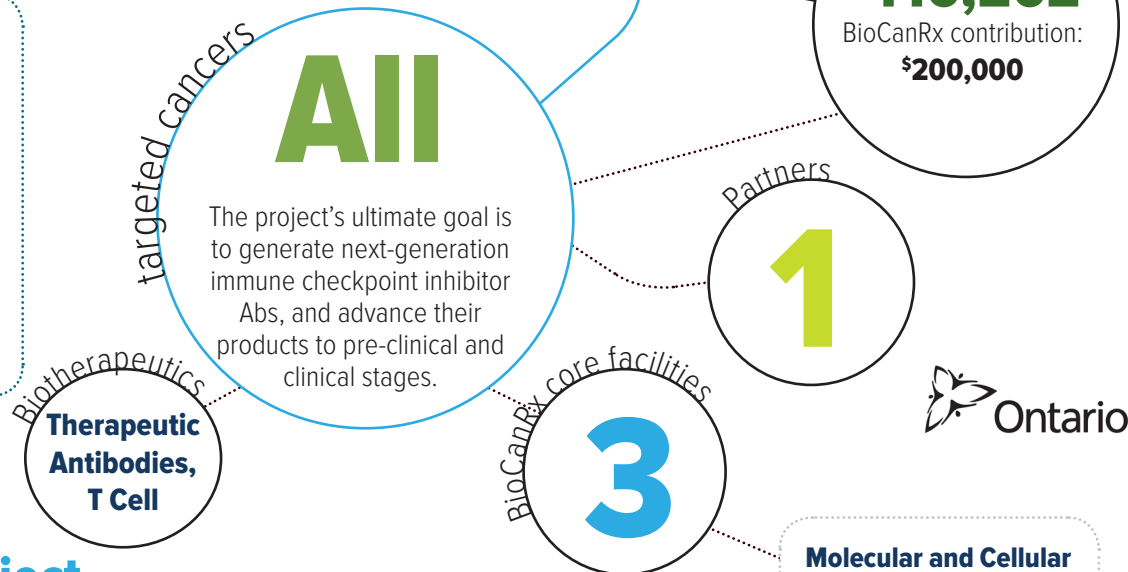 BioCanRx contribution:
$200,000
targeted cancers
All
The project's ultimate goal is
to generate next-generation
immune checkpoint inhibitor
Abs, and advance their
products to pre-clinical and
clinical stages.
Partners
1
Biotherapeutics
Therapeutic
Antibodies,
T Cell
BioCanRx core facilities
3
Ontario
Molecular and Cellular